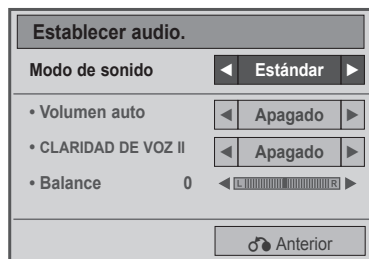 Establecer audio.
Modo de sonido ◄ Estándar ►
• Volumen auto ◄ Apagado ►
• CLARIDAD DE VOZ II ◄ Apagado ►
• Balance 0 ◄ L R ►
Anterior